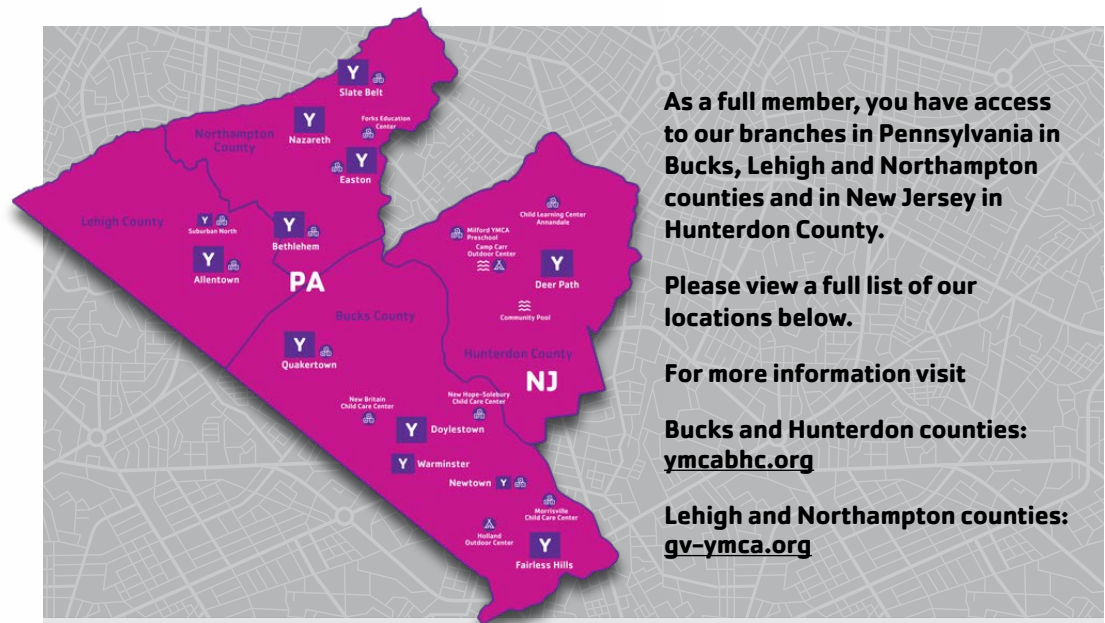 Y
Slate Belt
Forks Education
Center
Northampton
County
Y
Nazareth
Y
Easton
Lehigh County
Y
Suburban North
Y
Bethlehem
Y
Allentown
PA
Child Learning Center
Annandale
Milford YMCA
Preschool
Camp Carr
Outdoor Center
Y
Deer Path
Community Pool
Hunterdon County
NJ
Bucks County
Y
Quakertown
New Britain
Child Care Center
New Hope-Solebury
Child Care Center
Y Doylestown
Y Warminster
Newtown Y
Morrisville
Child Care Center
Holland
Outdoor Center
Y
Fairless Hills
As a full member, you have access
to our branches in Pennsylvania in
Bucks, Lehigh and Northampton
counties and in New Jersey in
Hunterdon County.
Please view a full list of our
locations below.
For more information visit
Bucks and Hunterdon counties:
ymcabhc.org
Lehigh and Northampton counties:
gv-ymca.org